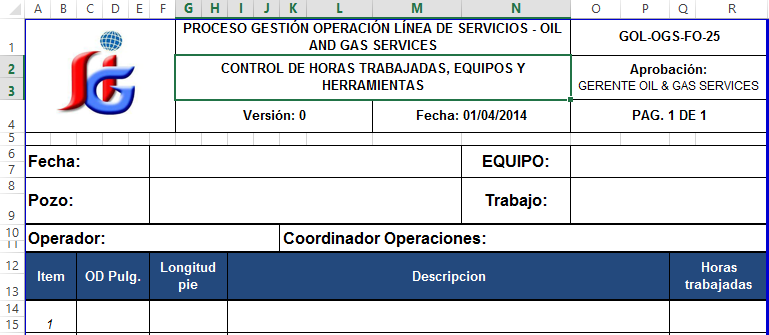 A B C D E F G H I J K L M N O P Q R
1 PROCESO GESTIÓN OPERACIÓN LÍNEA DE SERVICIOS - OIL
AND GAS SERVICES
GOL-OGS-FO-25
2 CONTROL DE HORAS TRABAJADAS, EQUIPOS Y
3 HERRAMIENTAS
Aprobación:
GERENTE OIL & GAS SERVICES
4 Versión: 0 Fecha: 01/04/2014 PAG. 1 DE 1
5
6
7 Fecha: EQUIPO:
8
9 Pozo: Trabajo:
10 Operador: Coordinador Operaciones:
11
12 Item OD Pulg. Longitud
13 pie
Descripcion
Horas
trabajadas
14
15 1